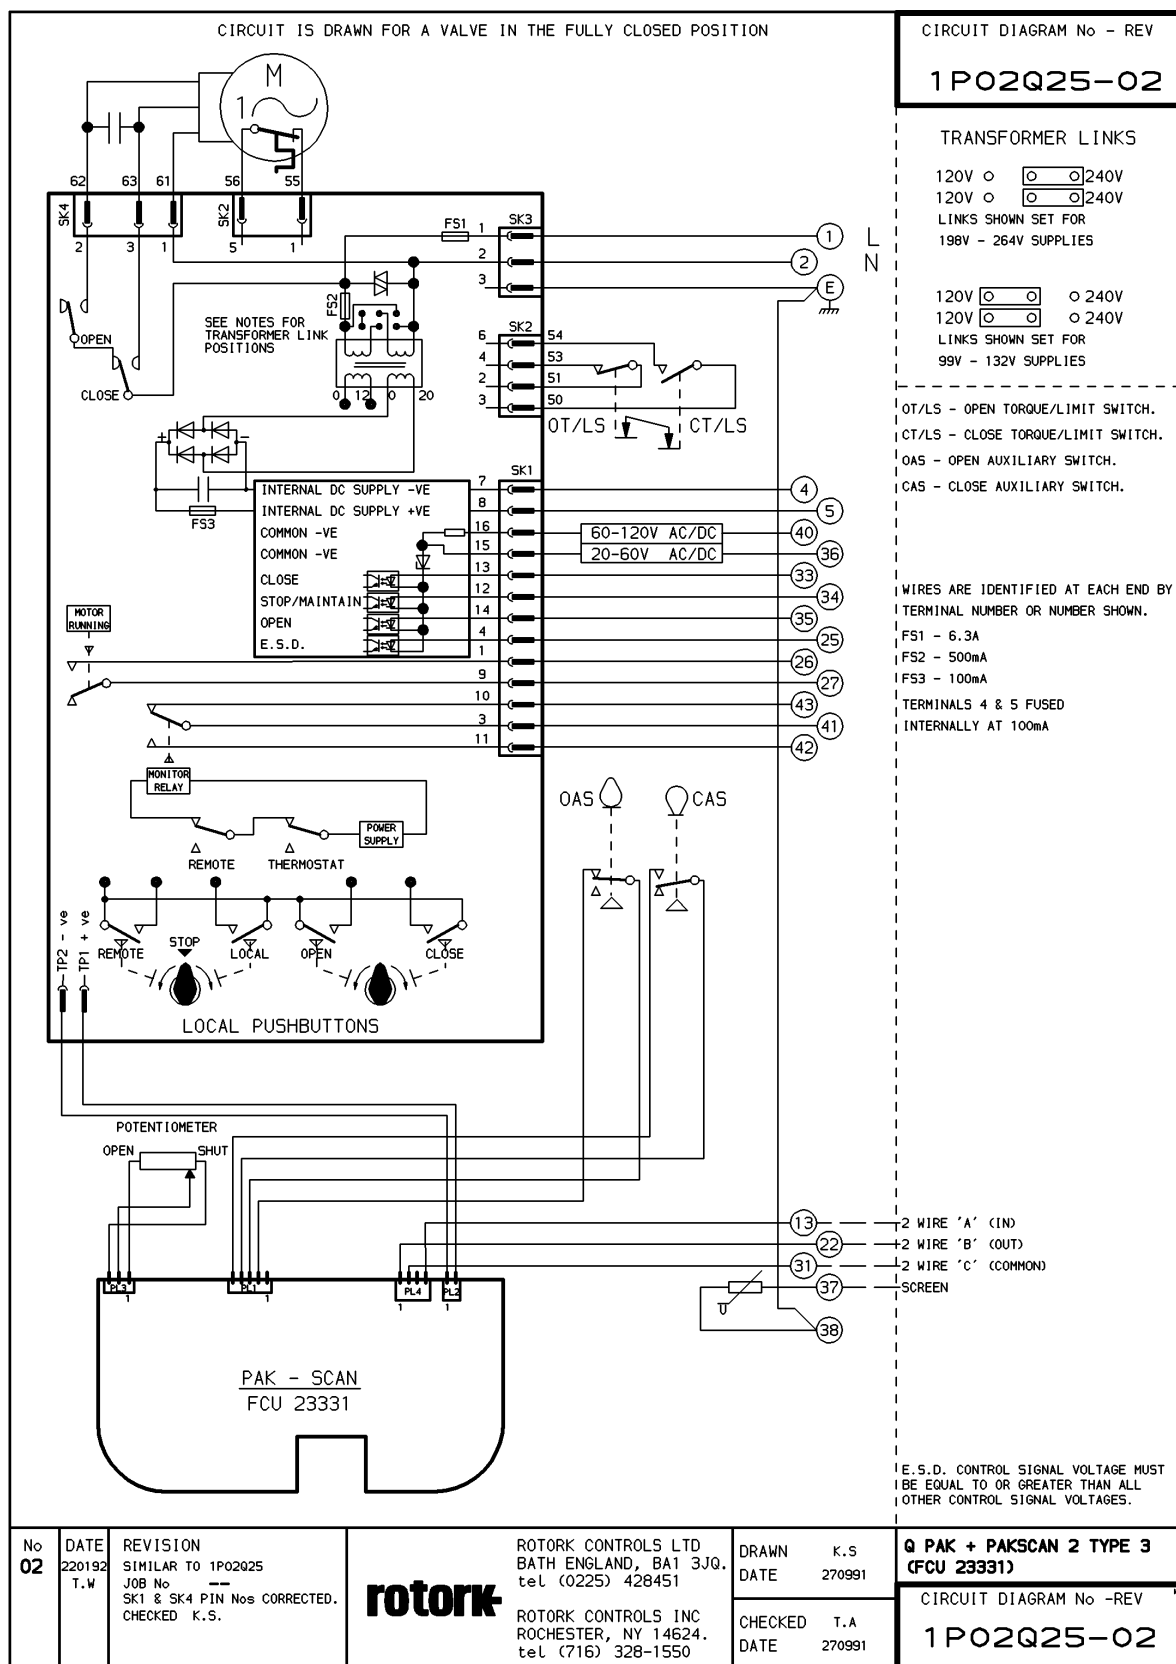 CIRCUIT IS DRAWN FOR A VALVE IN THE FULLY CLOSED POSITION
CIRCUIT DIAGRAM No - REV
1P02Q25-02
M
1
62 63 61 56 55
SK4
SK2
2 3 1 5 1
FS1
SK3
1
2
3
1
2
E
L
N
TRANSFORMER LINKS
120V 240V
120V 240V
LINKS SHOWN SET FOR
198V - 264V SUPPLIES
120V 240V
120V 240V
LINKS SHOWN SET FOR
99V - 132V SUPPLIES
FS2
SEE NOTES FOR
TRANSFORMER LINK
POSITIONS
OPEN
CLOSE
0 12 0 20
SK2
6 54
4 53
2 51
3 50
OT/LS
CT/LS
OT/LS - OPEN TORQUE/LIMIT SWITCH.
CT/LS - CLOSE TORQUE/LIMIT SWITCH.
OAS - OPEN AUXILIARY SWITCH.
CAS - CLOSE AUXILIARY SWITCH.
+ -
FS3
SK1
INTERNAL DC SUPPLY -VE 7 4
INTERNAL DC SUPPLY +VE 8 5
COMMON -VE 16 60-120V AC/DC 40
COMMON -VE 15 20-60V AC/DC 36
CLOSE 13 33
STOP/MAINTAIN 12 34
OPEN 14 35
E.S.D. 4 25
1 26
9 27
10 43
3 41
11 42
MOTOR
RUNNING
WIRES ARE IDENTIFIED AT EACH END BY
TERMINAL NUMBER OR NUMBER SHOWN.
FS1 - 6.3A
FS2 - 500mA
FS3 - 100mA
TERMINALS 4 & 5 FUSED
INTERNALLY AT 100mA
MONITOR
RELAY
POWER
SUPPLY
REMOTE
THERMOSTAT
OAS
CAS
TP2 - ve
TP1 + ve
REMOTE
STOP
LOCAL
OPEN
CLOSE
LOCAL PUSHBUTTONS
POTENTIOMETER
OPEN SHUT
13 2 WIRE 'A' (IN)
22 2 WIRE 'B' (OUT)
31 2 WIRE 'C' (COMMON)
37 SCREEN
U
38
PL3 PL1 PL4 PL2
1 1 1 1
PAK - SCAN
FCU 23331
E.S.D. CONTROL SIGNAL VOLTAGE MUST
BE EQUAL TO OR GREATER THAN ALL
OTHER CONTROL SIGNAL VOLTAGES.
No
02
DATE
220192
T.W
REVISION
SIMILAR TO 1P02Q25
JOB No --
SK1 & SK4 PIN Nos CORRECTED.
CHECKED K.S.
rotork
ROTORK CONTROLS LTD
BATH ENGLAND, BA1 3JQ.
tel (0225) 428451
ROTORK CONTROLS INC
ROCHESTER, NY 14624.
tel (716) 328-1550
DRAWN K.S
DATE 270991
CHECKED T.A
DATE 270991
Q PAK + PAKSCAN 2 TYPE 3
(FCU 23331)
CIRCUIT DIAGRAM No -REV
1P02Q25-02